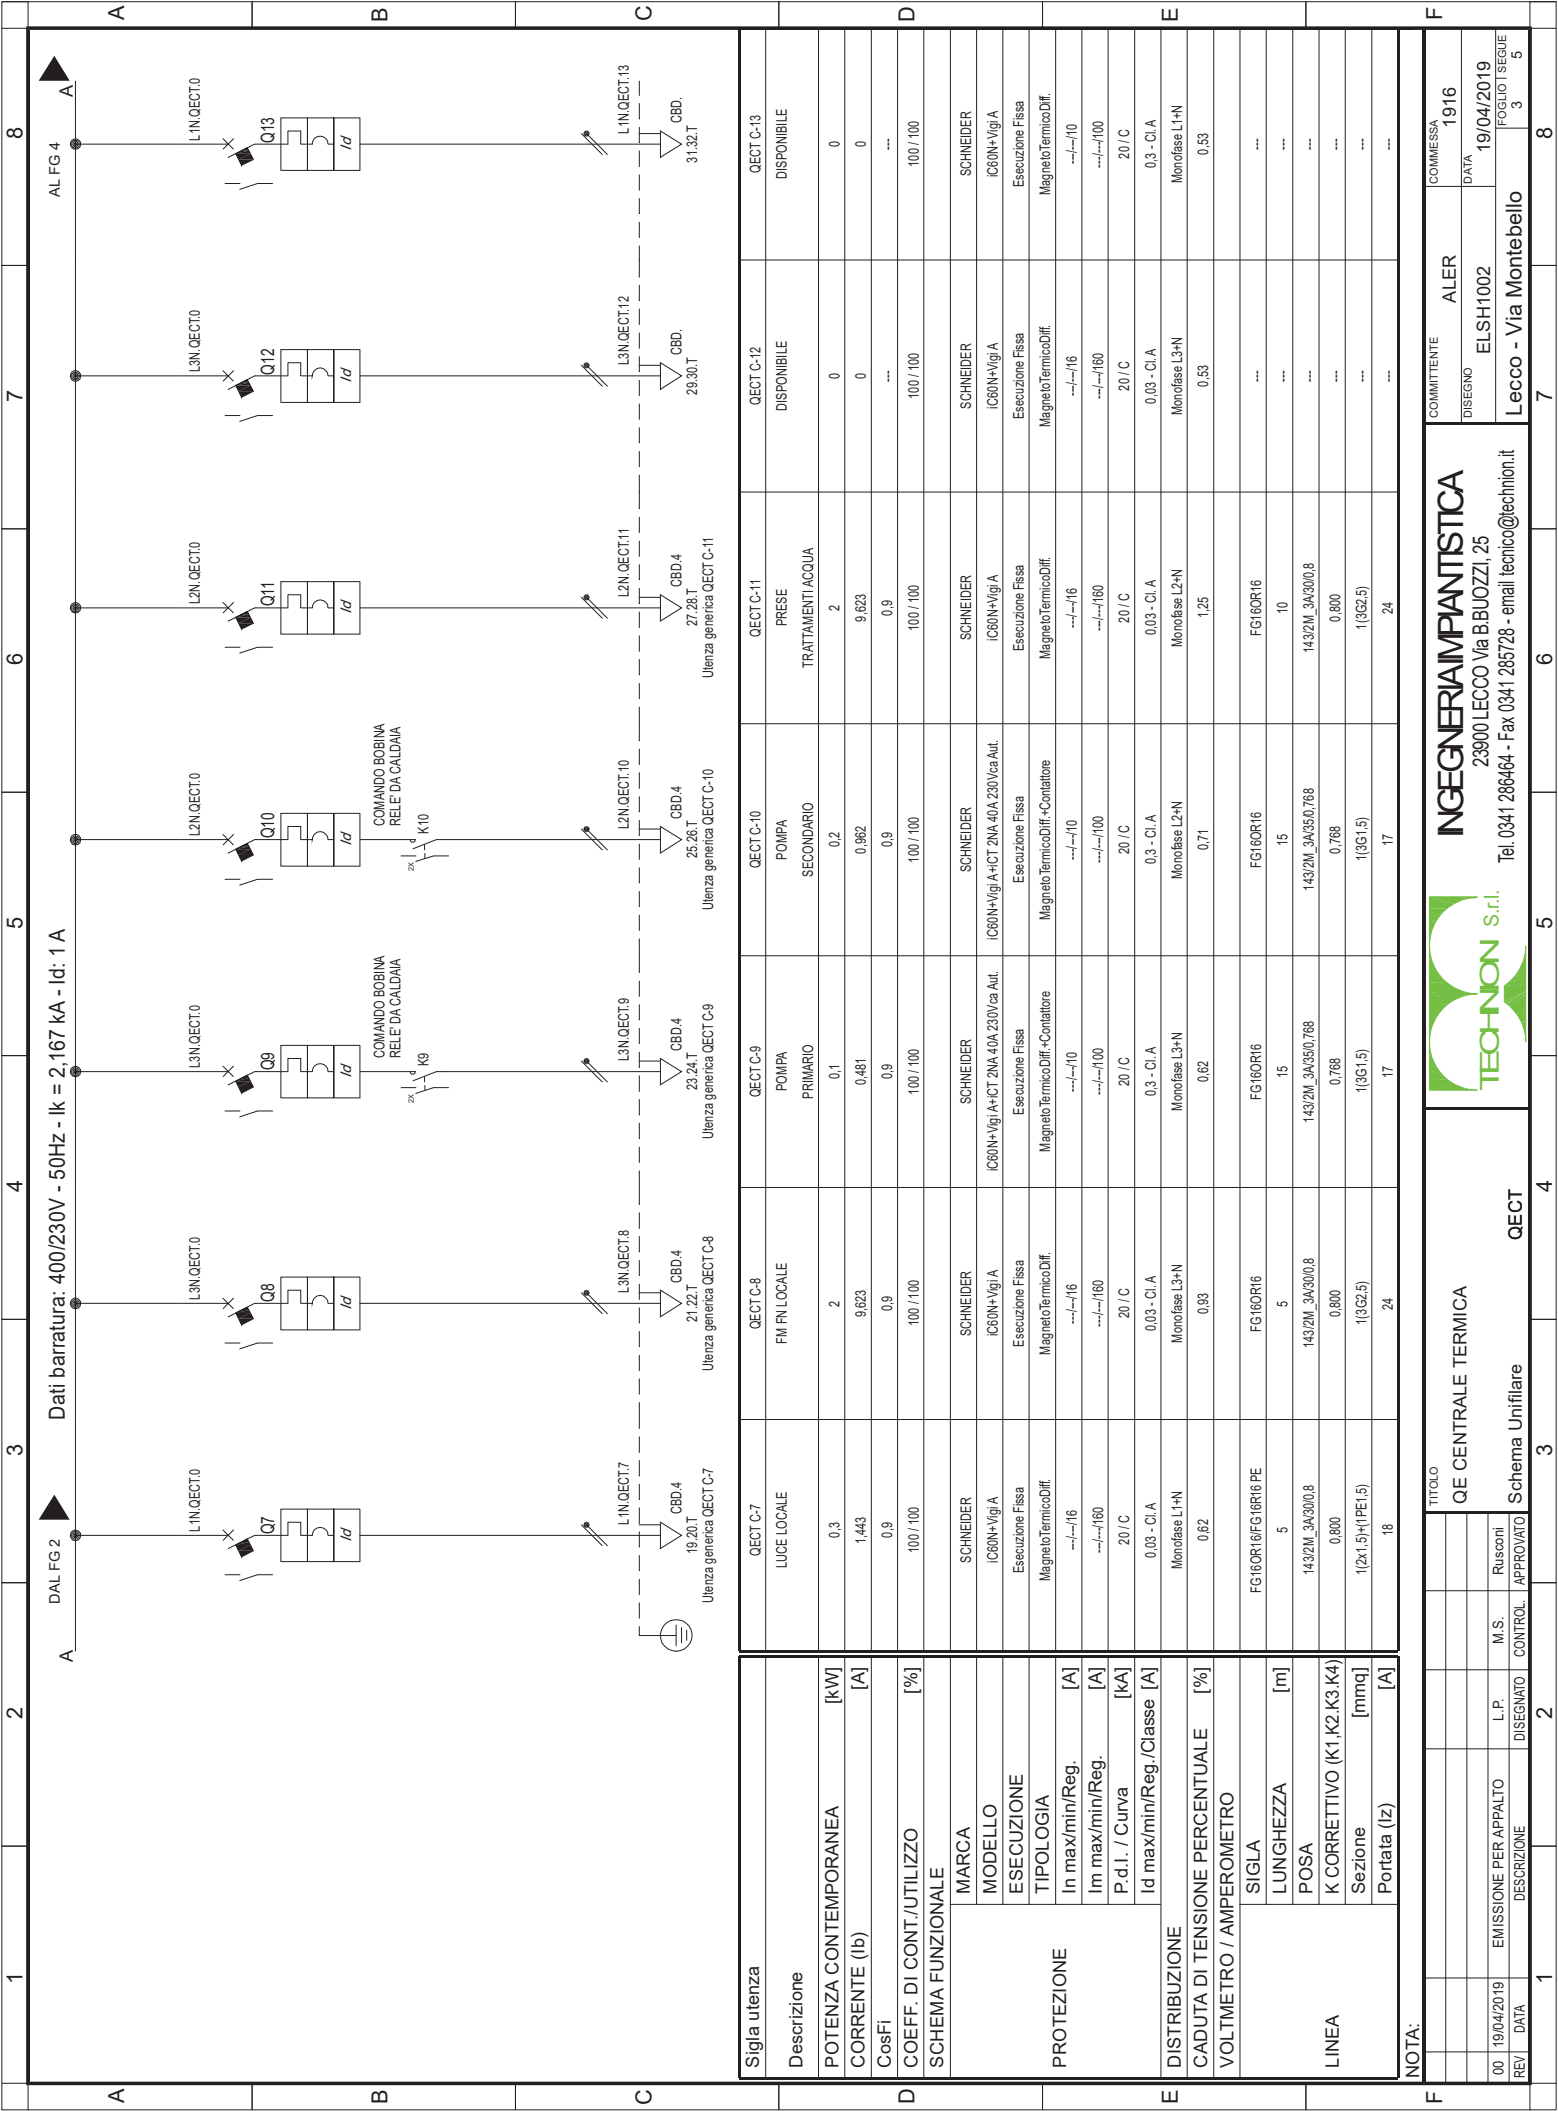 1 2 3 4 5 6 7 8
A
B
C
D
E
F
DAL FG 2
Dati barratura: 400/230V - 50Hz - Ik = 2,167 kA - Id: 1 A
AL FG 4
A A
L1N.QECT.0 L3N.QECT.0 L3N.QECT.0 L2N.QECT.0 L2N.QECT.0 L3N.QECT.0 L1N.QECT.0
Q7 Q8 Q9 Q10 Q11 Q12 Q13
Id Id Id Id Id Id Id
COMANDO BOBINA
RELE' DA CALDAIA
2X K9
COMANDO BOBINA
RELE' DA CALDAIA
2X K10
L1N.QECT.7 L3N.QECT.8 L3N.QECT.9 L2N.QECT.10 L2N.QECT.11 L3N.QECT.12 L1N.QECT.13
CBD.4 CBD.4 CBD.4 CBD.4 CBD.4 CBD. CBD.
19.20.T 21.22.T 23.24.T 25.26.T 27.28.T 29.30.T 31.32.T
Utenza generica QECT C-7 Utenza generica QECT C-8 Utenza generica QECT C-9 Utenza generica QECT C-10 Utenza generica QECT C-11
Sigla utenza QECT C-7 QECT C-8 QECT C-9 QECT C-10 QECT C-11 QECT C-12 QECT C-13
Descrizione LUCE LOCALE FM FN LOCALE POMPA PRIMARIO POMPA SECONDARIO PRESE TRATTAMENTI ACQUA DISPONIBILE DISPONIBILE
POTENZA CONTEMPORANEA [kW] 0,3 2 0,1 0,2 2 0 0
CORRENTE (Ib) [A] 1,443 9,623 0,481 0,962 9,623 0 0
CosFi 0,9 0,9 0,9 0,9 0,9 --- ---
COEFF. DI CONT./UTILIZZO [%] 100 / 100 100 / 100 100 / 100 100 / 100 100 / 100 100 / 100 100 / 100
SCHEMA FUNZIONALE
PROTEZIONE
MARCA SCHNEIDER SCHNEIDER SCHNEIDER SCHNEIDER SCHNEIDER SCHNEIDER SCHNEIDER
MODELLO iC60N+Vigi A iC60N+Vigi A iC60N+Vigi A+iCT 2NA 40A 230Vca Aut. iC60N+Vigi A+iCT 2NA 40A 230Vca Aut. iC60N+Vigi A iC60N+Vigi A iC60N+Vigi A
ESECUZIONE Esecuzione Fissa Esecuzione Fissa Esecuzione Fissa Esecuzione Fissa Esecuzione Fissa Esecuzione Fissa Esecuzione Fissa
TIPOLOGIA MagnetoTermicoDiff. MagnetoTermicoDiff. MagnetoTermicoDiff.+Contattore MagnetoTermicoDiff.+Contattore MagnetoTermicoDiff. MagnetoTermicoDiff. MagnetoTermicoDiff.
In max/min/Reg. [A] ---/---/16 ---/---/16 ---/---/10 ---/---/10 ---/---/16 ---/---/16 ---/---/10
Im max/min/Reg. [A] ---/---/160 ---/---/160 ---/---/100 ---/---/100 ---/---/160 ---/---/160 ---/---/100
P.d.I. / Curva [kA] 20 / C 20 / C 20 / C 20 / C 20 / C 20 / C 20 / C
Id max/min/Reg./Classe [A] 0,03 - Cl. A 0,03 - Cl. A 0,3 - Cl. A 0,3 - Cl. A 0,03 - Cl. A 0,03 - Cl. A 0,3 - Cl. A
DISTRIBUZIONE Monofase L1+N Monofase L3+N Monofase L3+N Monofase L2+N Monofase L2+N Monofase L3+N Monofase L1+N
CADUTA DI TENSIONE PERCENTUALE [%] 0,62 0,93 0,62 0,71 1,25 0,53 0,53
VOLTMETRO / AMPEROMETRO
LINEA
SIGLA FG16OR16/FG16R16 PE FG16OR16 FG16OR16 FG16OR16 FG16OR16 --- ---
LUNGHEZZA [m] 5 5 15 15 10 --- ---
POSA 143/2M_3A/30/0,8 143/2M_3A/30/0,8 143/2M_3A/35/0,768 143/2M_3A/35/0,768 143/2M_3A/30/0,8 --- ---
K CORRETTIVO (K1,K2,K3,K4) 0,800 0,800 0,768 0,768 0,800 --- ---
Sezione [mmq] 1(2x1,5)+(1PE1,5) 1(3G2,5) 1(3G1,5) 1(3G1,5) 1(3G2,5) --- ---
Portata (Iz) [A] 18 24 17 17 24 --- ---
NOTA:
00 19/04/2019 EMISSIONE PER APPALTO L.P. M.S. Rusconi
REV DATA DESCRIZIONE DISEGNATO CONTROL. APPROVATO
TITOLO
QE CENTRALE TERMICA
Schema Unifilare QECT
TECHNION S.r.l.
INGEGNERIAIMPIANTISTICA
23900 LECCO Via B.BUOZZI, 25
Tel. 0341 286464 - Fax 0341 285728 - email tecnico@technion.it
COMMITTENTE ALER
COMMESSA 1916
DISEGNO ELSH1002
DATA 19/04/2019
Lecco - Via Montebello
FOGLIO SEGUE
3 5
1 2 3 4 5 6 7 8
A
B
C
D
E
F